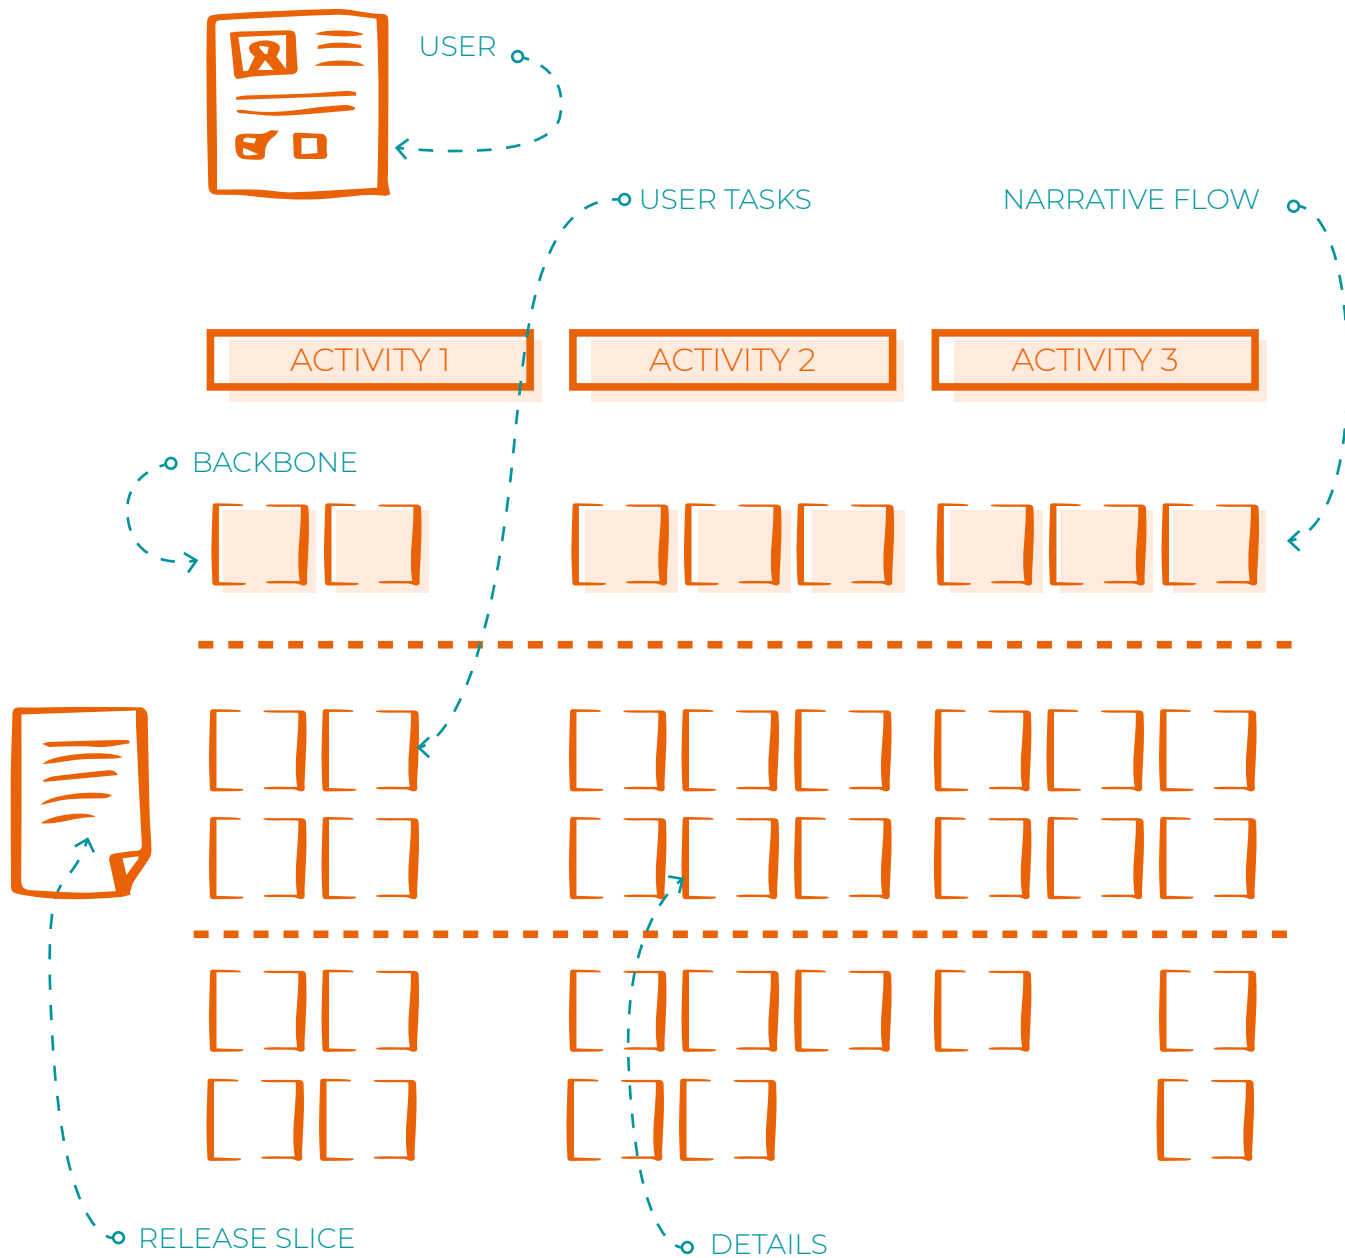 USER
USER TASKS
NARRATIVE FLOW
ACTIVITY 1
ACTIVITY 2
ACTIVITY 3
BACKBONE
RELEASE SLICE
DETAILS